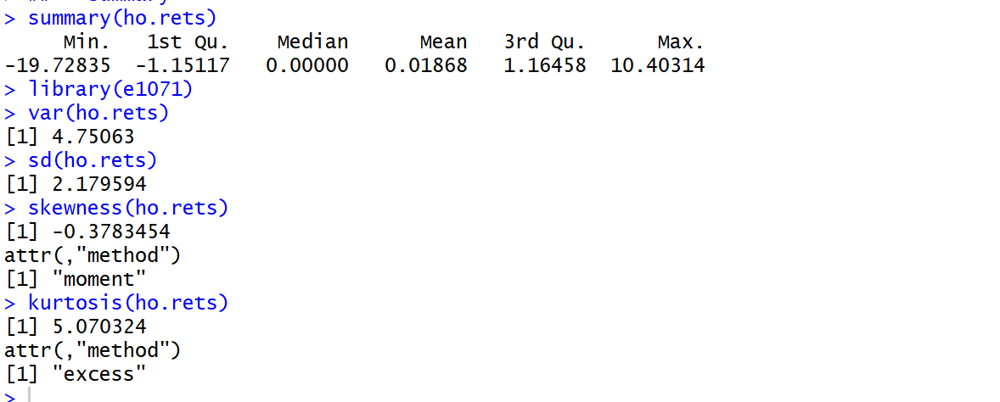 > summary(ho.rets)
Min. 1st Qu. Median Mean 3rd Qu. Max.
-19.72835 -1.15117 0.00000 0.01868 1.16458 10.40314
> library(e1071)
> var(ho.rets)
[1] 4.75063
> sd(ho.rets)
[1] 2.179594
> skewness(ho.rets)
[1] -0.3783454
attr(,"method")
[1] "moment"
> kurtosis(ho.rets)
[1] 5.070324
attr(,"method")
[1] "excess"
>